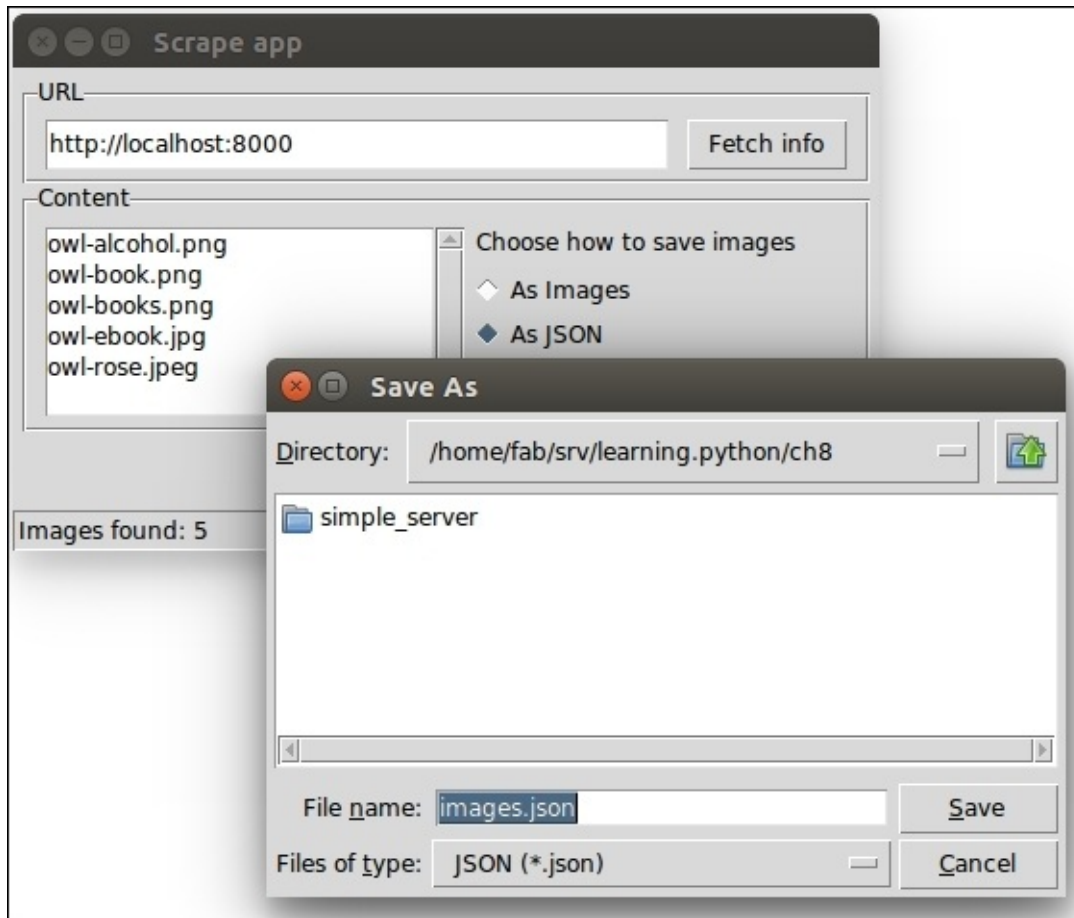 Scrape app
URL
http://localhost:8000
Fetch info
Content
owl-alcohol.png
owl-book.png
owl-books.png
owl-ebook.jpg
owl-rose.jpeg
Choose how to save images
As Images
As JSON
Images found: 5
Save As
Directory: /home/fab/srv/learning.python/ch8
simple_server
File name: images.json
Save
Files of type: JSON (*.json)
Cancel